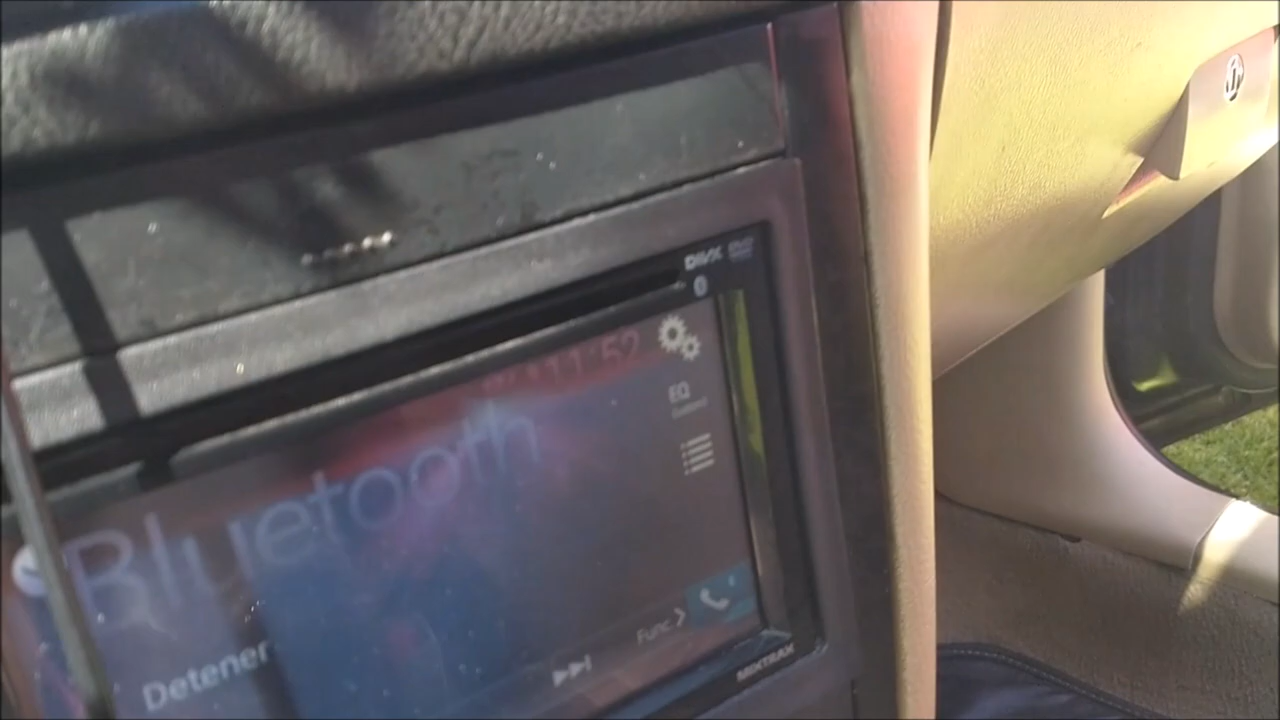 DIVX DVD
11:52
EQ
Bluetooth
Detener
Func
MIXTRAX